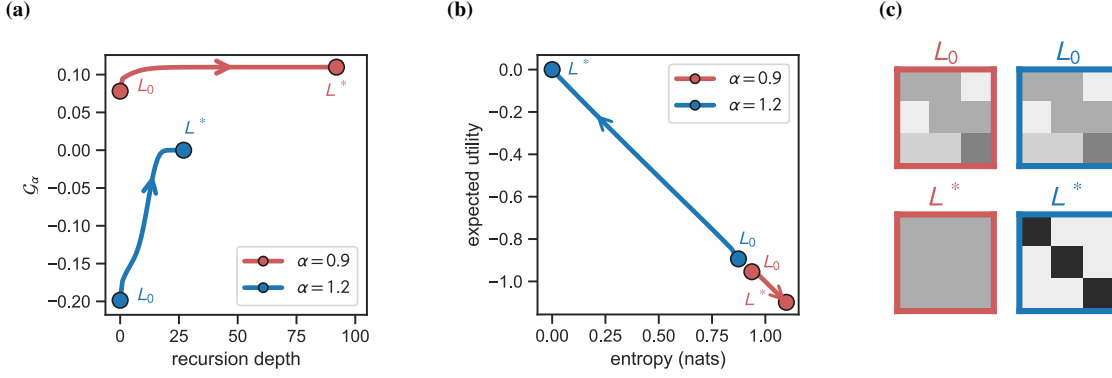 (a)
𝒢α
0.10
0.05
0.00
−0.05
−0.10
−0.15
−0.20
L0
L*
L*
L0
α = 0.9
α = 1.2
0
25
50
75
100
recursion depth
(b)
expected utility
0.0
−0.2
−0.4
−0.6
−0.8
−1.0
L*
α = 0.9
α = 1.2
L0
L0
L*
0.00
0.25
0.50
0.75
1.00
entropy (nats)
(c)
L0
L0
L*
L*